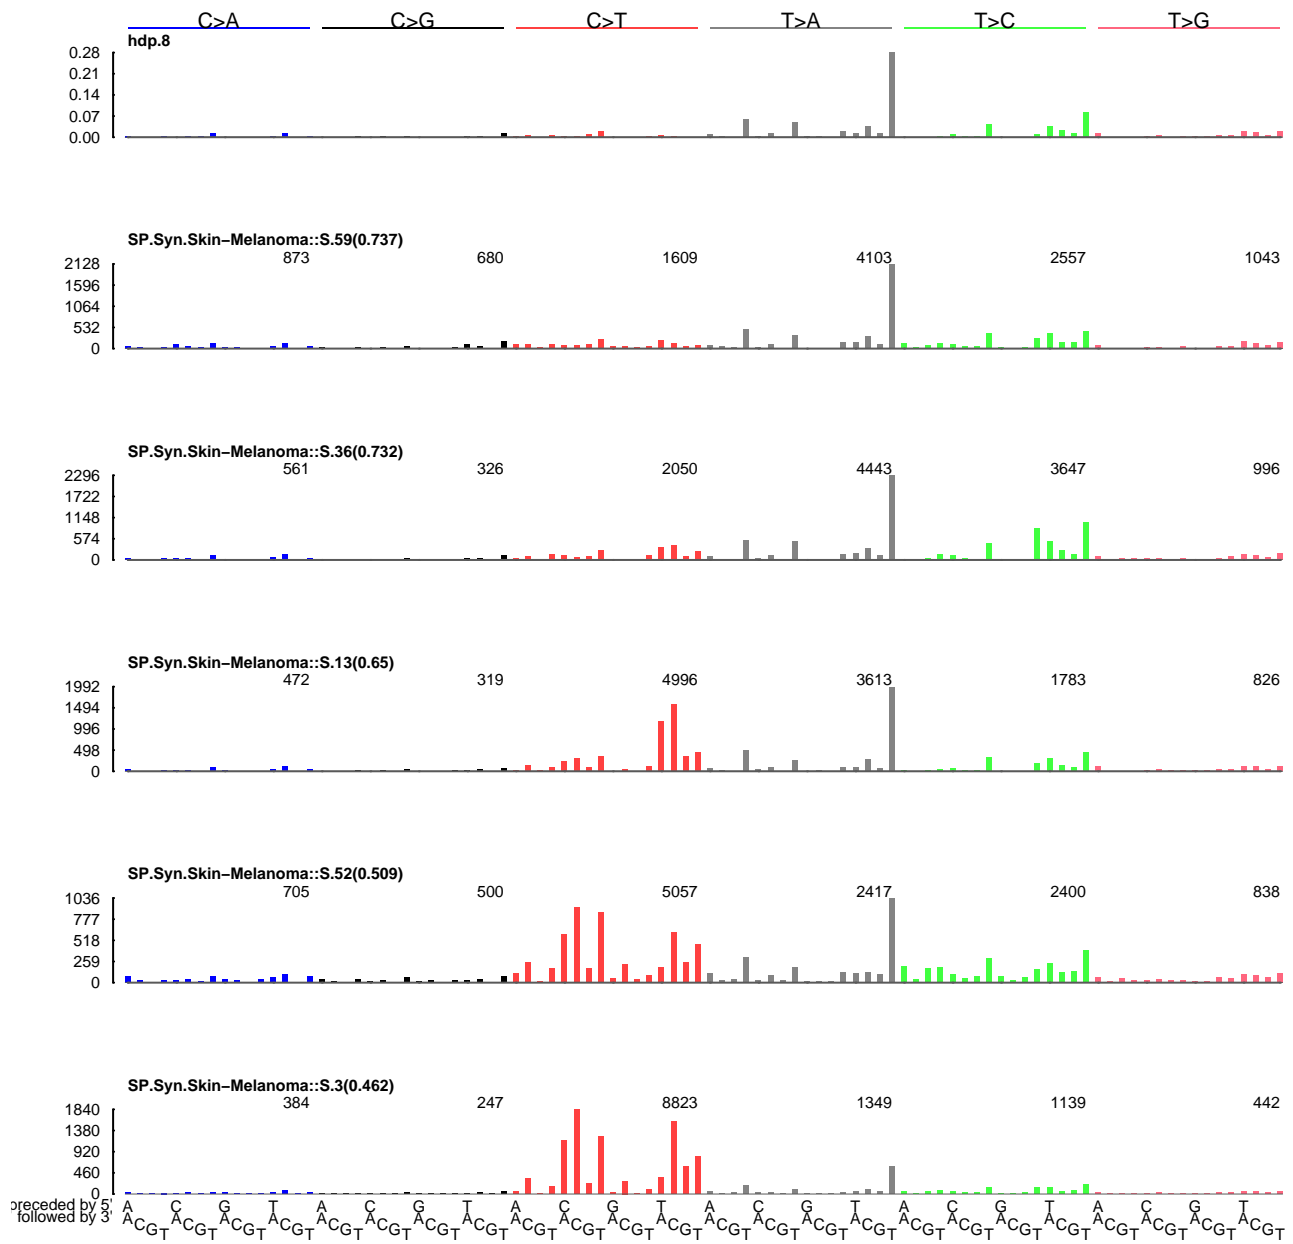 C>A C>G C>T T>A T>C T>G
hdp.8
0.28
0.21
0.14
0.07
0.00
SP.Syn.Skin−Melanoma::S.59(0.737)
873 680 1609 4103 2557 1043
2128
1596
1064
532
0
SP.Syn.Skin−Melanoma::S.36(0.732)
561 326 2050 4443 3647 996
2296
1722
1148
574
0
SP.Syn.Skin−Melanoma::S.13(0.65)
472 319 4996 3613 1783 826
1992
1494
996
498
0
SP.Syn.Skin−Melanoma::S.52(0.509)
705 500 5057 2417 2400 838
1036
777
518
259
0
SP.Syn.Skin−Melanoma::S.3(0.462)
384 247 8823 1349 1139 442
1840
1380
920
460
0
preceded by 5' A C G T A C G T A C G T A C G T A C G T A C G T
followed by 3' A C G T A C G T A C G T A C G T A C G T A C G T A C G T A C G T A C G T A C G T A C G T A C G T A C G T A C G T A C G T A C G T A C G T A C G T A C G T A C G T A C G T A C G T A C G T A C G T